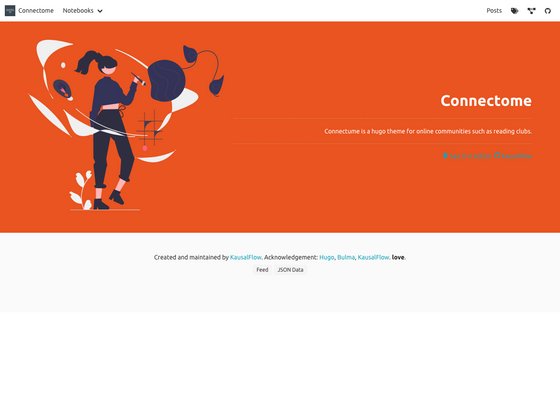 Connectome
Notebooks
Posts
Connectome
Connectume is a hugo theme for online communities such as reading clubs.
Created and maintained by KausalFlow. Acknowledgement: Hugo, Bulma, KausalFlow. love.
Feed
JSON Data